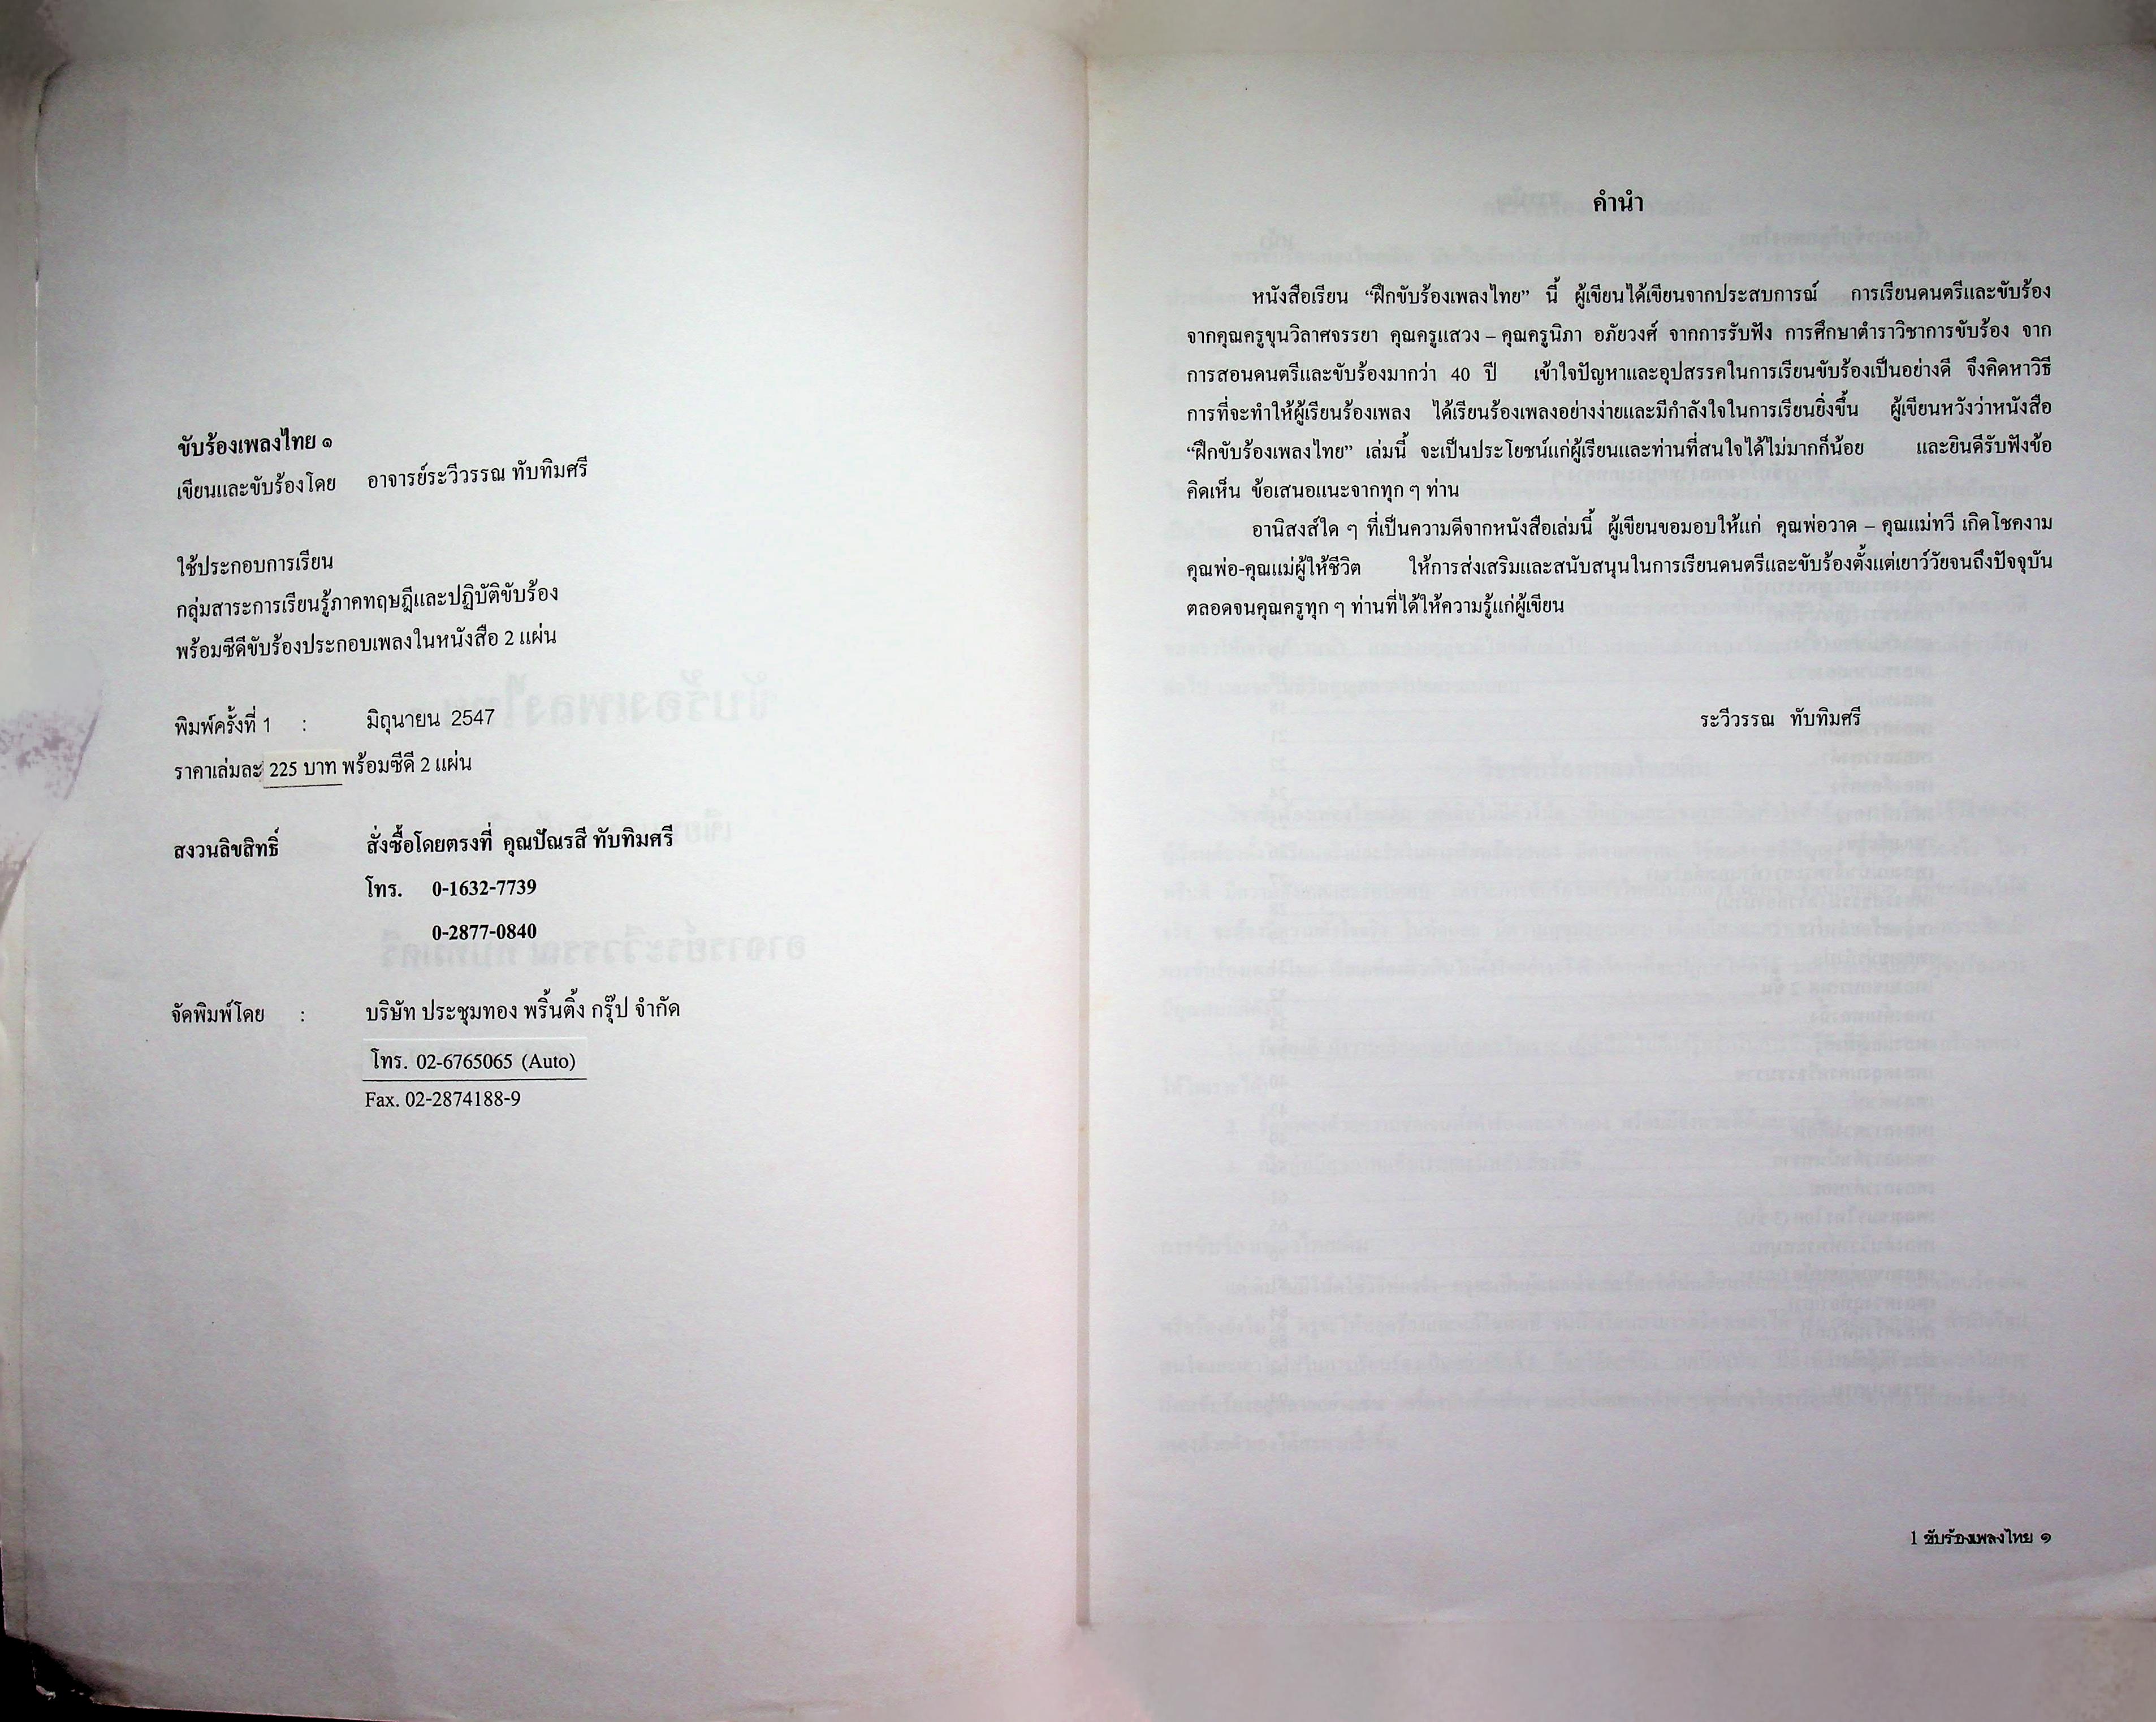 ขับร้องเพลงไทย ๑
เขียนและขับร้องโดย อาจารย์ระวีวรรณ ทับทิมศรี
ใช้ประกอบการเรียน
กลุ่มสาระการเรียนรู้ภาคทฤษฎีและปฏิบัติขับร้อง
พร้อมซีดีขับร้องประกอบเพลงในหนังสือ 2 แผ่น
พิมพ์ครั้งที่ 1 : มิถุนายน 2547
ราคาเล่มละ 225 บาท พร้อมซีดี 2 แผ่น
สงวนลิขสิทธิ์ สั่งซื้อโดยตรงที่ คุณปัณรสี ทับทิมศรี
โทร. 0-1632-7739
0-2877-0840
จัดพิมพ์โดย : บริษัท ประชุมทอง พริ้นติ้ง กรุ๊ป จำกัด
โทร. 02-6765065 (Auto)
Fax. 02-2874188-9
คำนำ
หนังสือเรียน “ฝึกขับร้องเพลงไทย” นี้ ผู้เขียนได้เขียนจากประสบการณ์ การเรียนดนตรีและขับร้อง
จากคุณครูขุนวิลาศจรรยา คุณครูแสวง – คุณครูนิภา อภัยวงศ์ จากการรับฟัง การศึกษาตำราวิชาการขับร้อง จาก
การสอนดนตรีและขับร้องมากว่า 40 ปี เข้าใจปัญหาและอุปสรรคในการเรียนขับร้องเป็นอย่างดี จึงคิดหาวิธี
การที่จะทำให้ผู้เรียนร้องเพลง ได้เรียนร้องเพลงอย่างง่ายและมีกำลังใจในการเรียนยิ่งขึ้น ผู้เขียนหวังว่าหนังสือ
“ฝึกขับร้องเพลงไทย” เล่มนี้ จะเป็นประโยชน์แก่ผู้เรียนและท่านที่สนใจได้ไม่มากก็น้อย และยินดีรับฟังข้อ
คิดเห็น ข้อเสนอแนะจากทุก ๆ ท่าน
อานิสงส์ใด ๆ ที่เป็นความดีจากหนังสือเล่มนี้ ผู้เขียนขอมอบให้แก่ คุณพ่อวาด – คุณแม่ทวี เกิดโชคงาม
คุณพ่อ-คุณแม่ผู้ให้ชีวิต ให้การส่งเสริมและสนับสนุนในการเรียนดนตรีและขับร้องตั้งแต่เยาว์วัยจนถึงปัจจุบัน
ตลอดจนคุณครูทุก ๆ ท่านที่ได้ให้ความรู้แก่ผู้เขียน
ระวีวรรณ ทับทิมศรี
1 ขับร้องเพลงไทย ๑